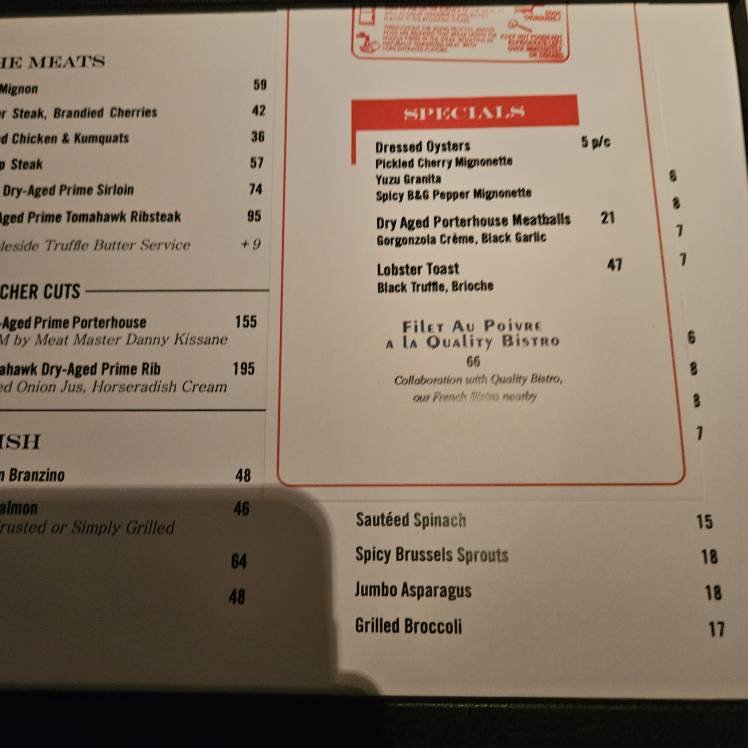 HE MEATS
Mignon 59
r Steak, Brandied Cherries 42
d Chicken & Kumquats 36
p Steak 57
Dry-Aged Prime Sirloin 74
Aged Prime Tomahawk Ribsteak 95
leside Truffle Butter Service +9
CHER CUTS
-Aged Prime Porterhouse 155
M by Meat Master Danny Kissane
ahawk Dry-Aged Prime Rib 195
ed Onion Jus, Horseradish Cream
ISH
n Branzino 48
almon 46
rusted or Simply Grilled
64
48
SPECIALS
Dressed Oysters 5 p/c
Pickled Cherry Mignonette
Yuzu Granita
Spicy B&G Pepper Mignonette
Dry Aged Porterhouse Meatballs 21
Gorgonzola Crème, Black Garlic
Lobster Toast 47
Black Truffle, Brioche
FILET AU POIVRE
A LA QUALITY BISTRO
66
Collaboration with Quality Bistro,
our French Bistro nearby
6
8
7
7
6
8
8
7
Sautéed Spinach 15
Spicy Brussels Sprouts 18
Jumbo Asparagus 18
Grilled Broccoli 17